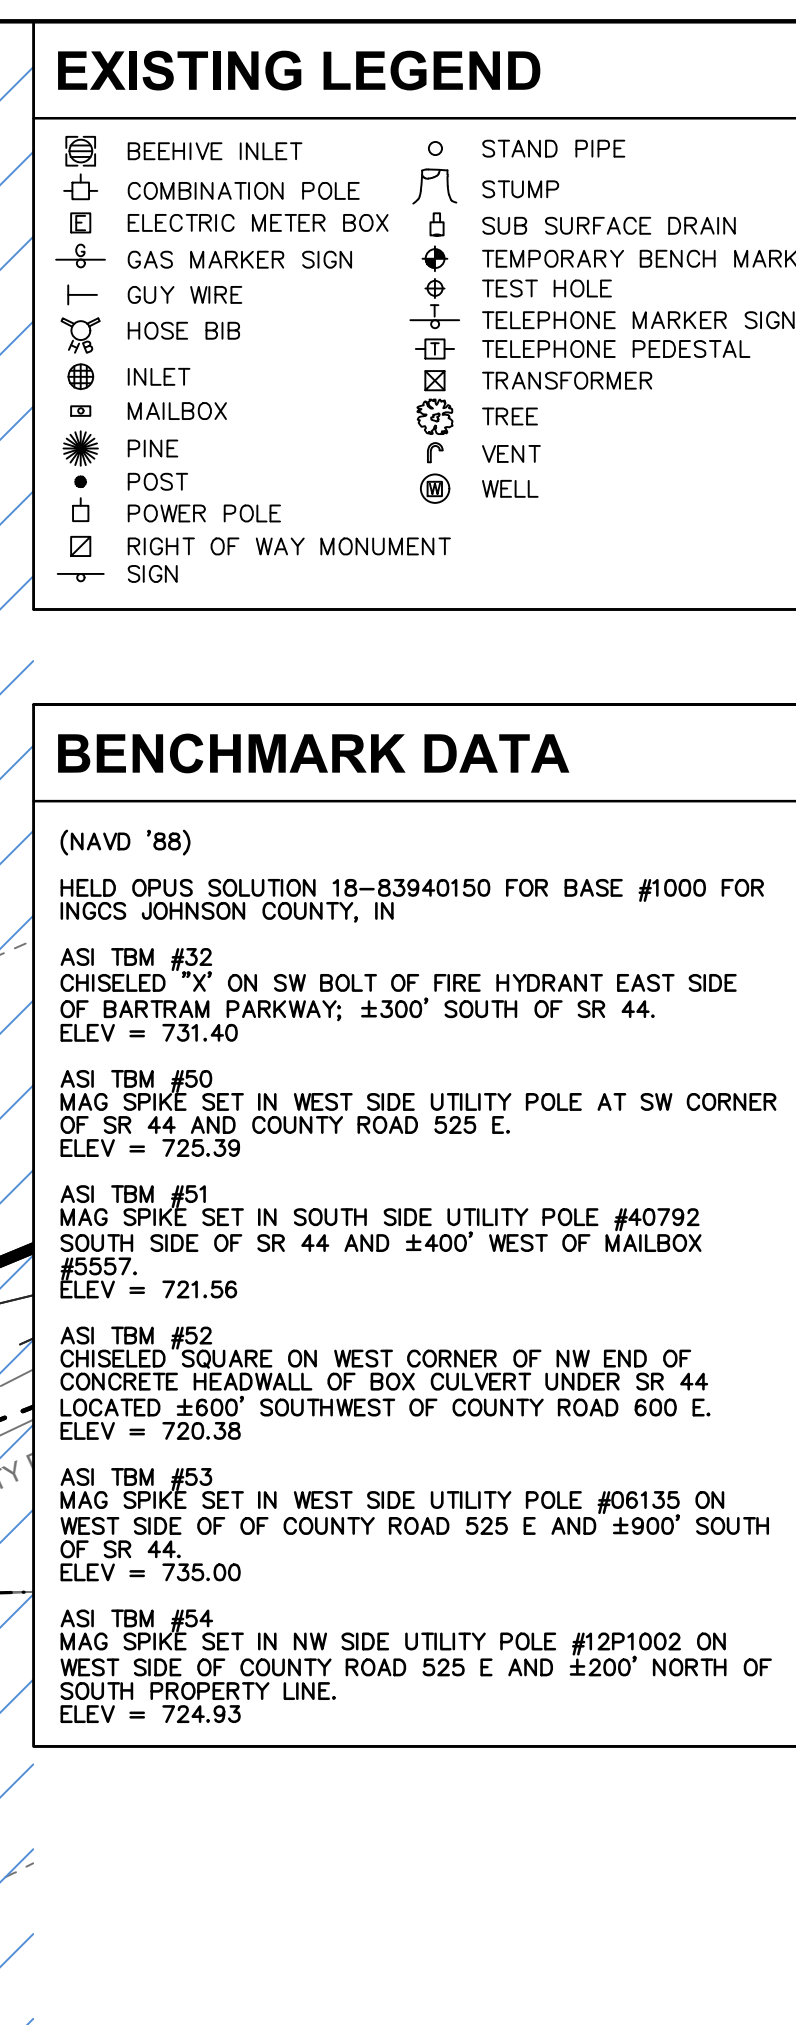 EXISTING LEGEND
BEEHIVE INLET
COMBINATION POLE
E ELECTRIC METER BOX
G GAS MARKER SIGN
GUY WIRE
HB HOSE BIB
INLET
MAILBOX
PINE
POST
POWER POLE
RIGHT OF WAY MONUMENT
SIGN
STAND PIPE
STUMP
SUB SURFACE DRAIN
TEMPORARY BENCH MARK
TEST HOLE
T TELEPHONE MARKER SIGN
T TELEPHONE PEDESTAL
TRANSFORMER
TREE
VENT
W WELL
BENCHMARK DATA
(NAVD '88)
HELD OPUS SOLUTION 18-83940150 FOR BASE #1000 FOR
INGCS JOHNSON COUNTY, IN
ASI TBM #32
CHISELED "X' ON SW BOLT OF FIRE HYDRANT EAST SIDE
OF BARTRAM PARKWAY; ±300' SOUTH OF SR 44.
ELEV = 731.40
ASI TBM #50
MAG SPIKE SET IN WEST SIDE UTILITY POLE AT SW CORNER
OF SR 44 AND COUNTY ROAD 525 E.
ELEV = 725.39
ASI TBM #51
MAG SPIKE SET IN SOUTH SIDE UTILITY POLE #40792
SOUTH SIDE OF SR 44 AND ±400' WEST OF MAILBOX
#5557.
ELEV = 721.56
ASI TBM #52
CHISELED SQUARE ON WEST CORNER OF NW END OF
CONCRETE HEADWALL OF BOX CULVERT UNDER SR 44
LOCATED ±600' SOUTHWEST OF COUNTY ROAD 600 E.
ELEV = 720.38
ASI TBM #53
MAG SPIKE SET IN WEST SIDE UTILITY POLE #06135 ON
WEST SIDE OF OF COUNTY ROAD 525 E AND ±900' SOUTH
OF SR 44.
ELEV = 735.00
ASI TBM #54
MAG SPIKE SET IN NW SIDE UTILITY POLE #12P1002 ON
WEST SIDE OF COUNTY ROAD 525 E AND ±200' NORTH OF
SOUTH PROPERTY LINE.
ELEV = 724.93